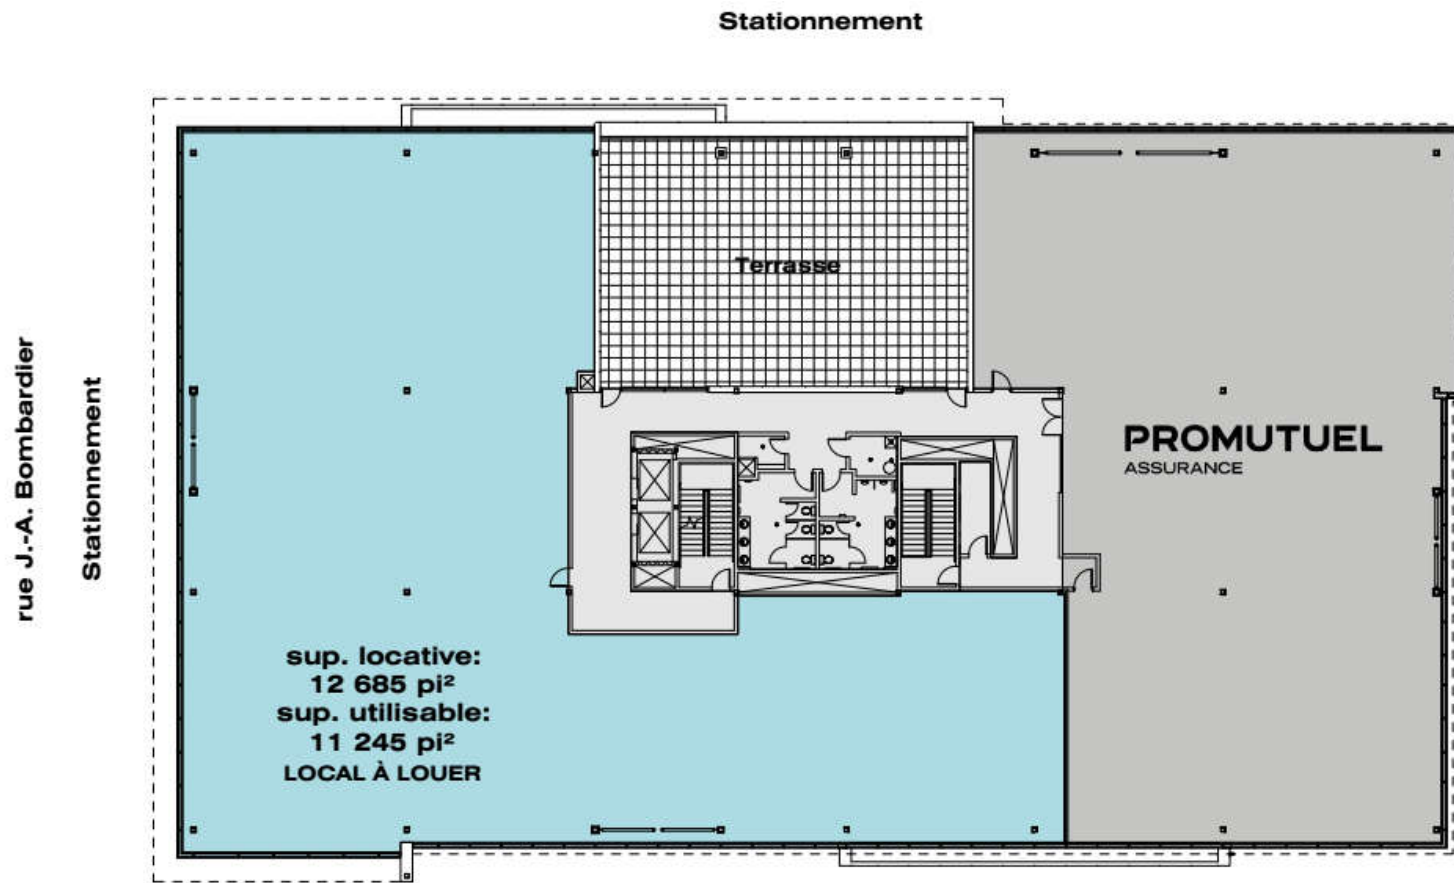 Stationnement
Terrasse
rue J.-A. Bombardier
Stationnement
PROMUTUEL
ASSURANCE
sup. locative:
12 685 pi²
sup. utilisable:
11 245 pi²
LOCAL À LOUER